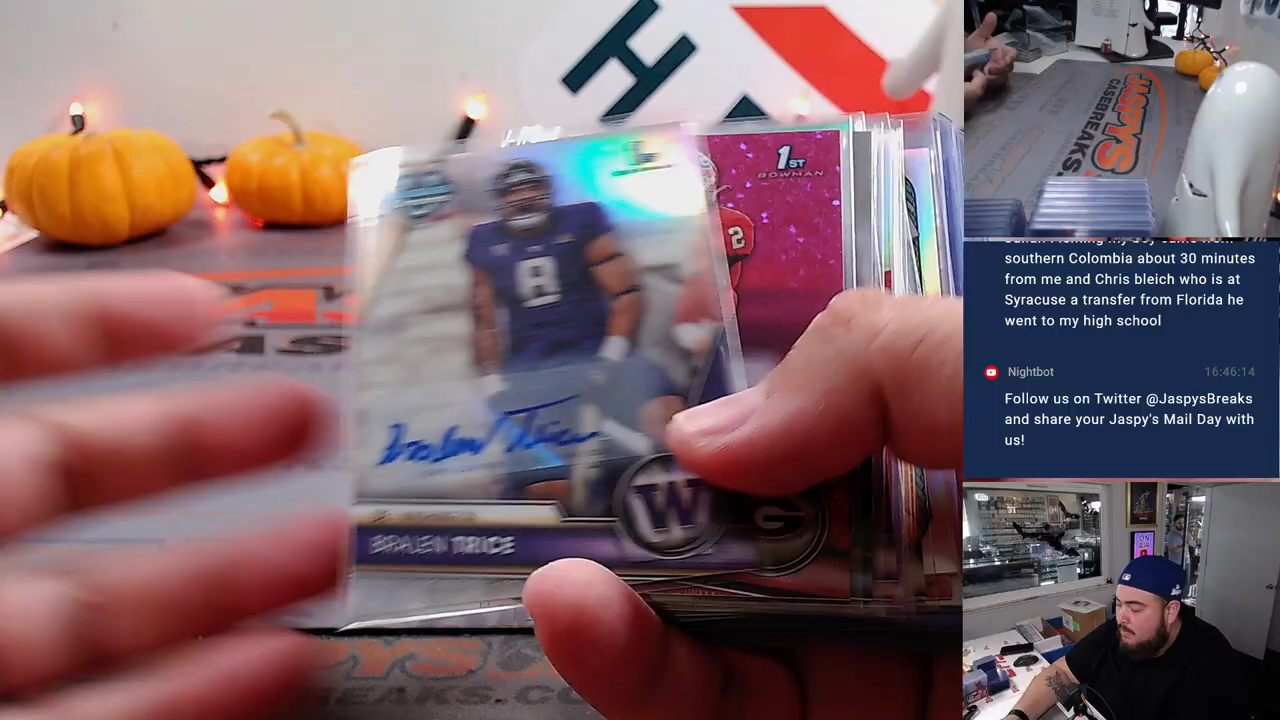 1ST
BOWMAN
8
2
W
G
BRALEN TRICE
JASPYS
CASEBREAKS
southern Colombia about 30 minutes
from me and Chris bleich who is at
Syracuse a transfer from Florida he
went to my high school
Nightbot 16:46:14
Follow us on Twitter @JaspysBreaks
and share your Jaspy's Mail Day with
us!
ON
AIR